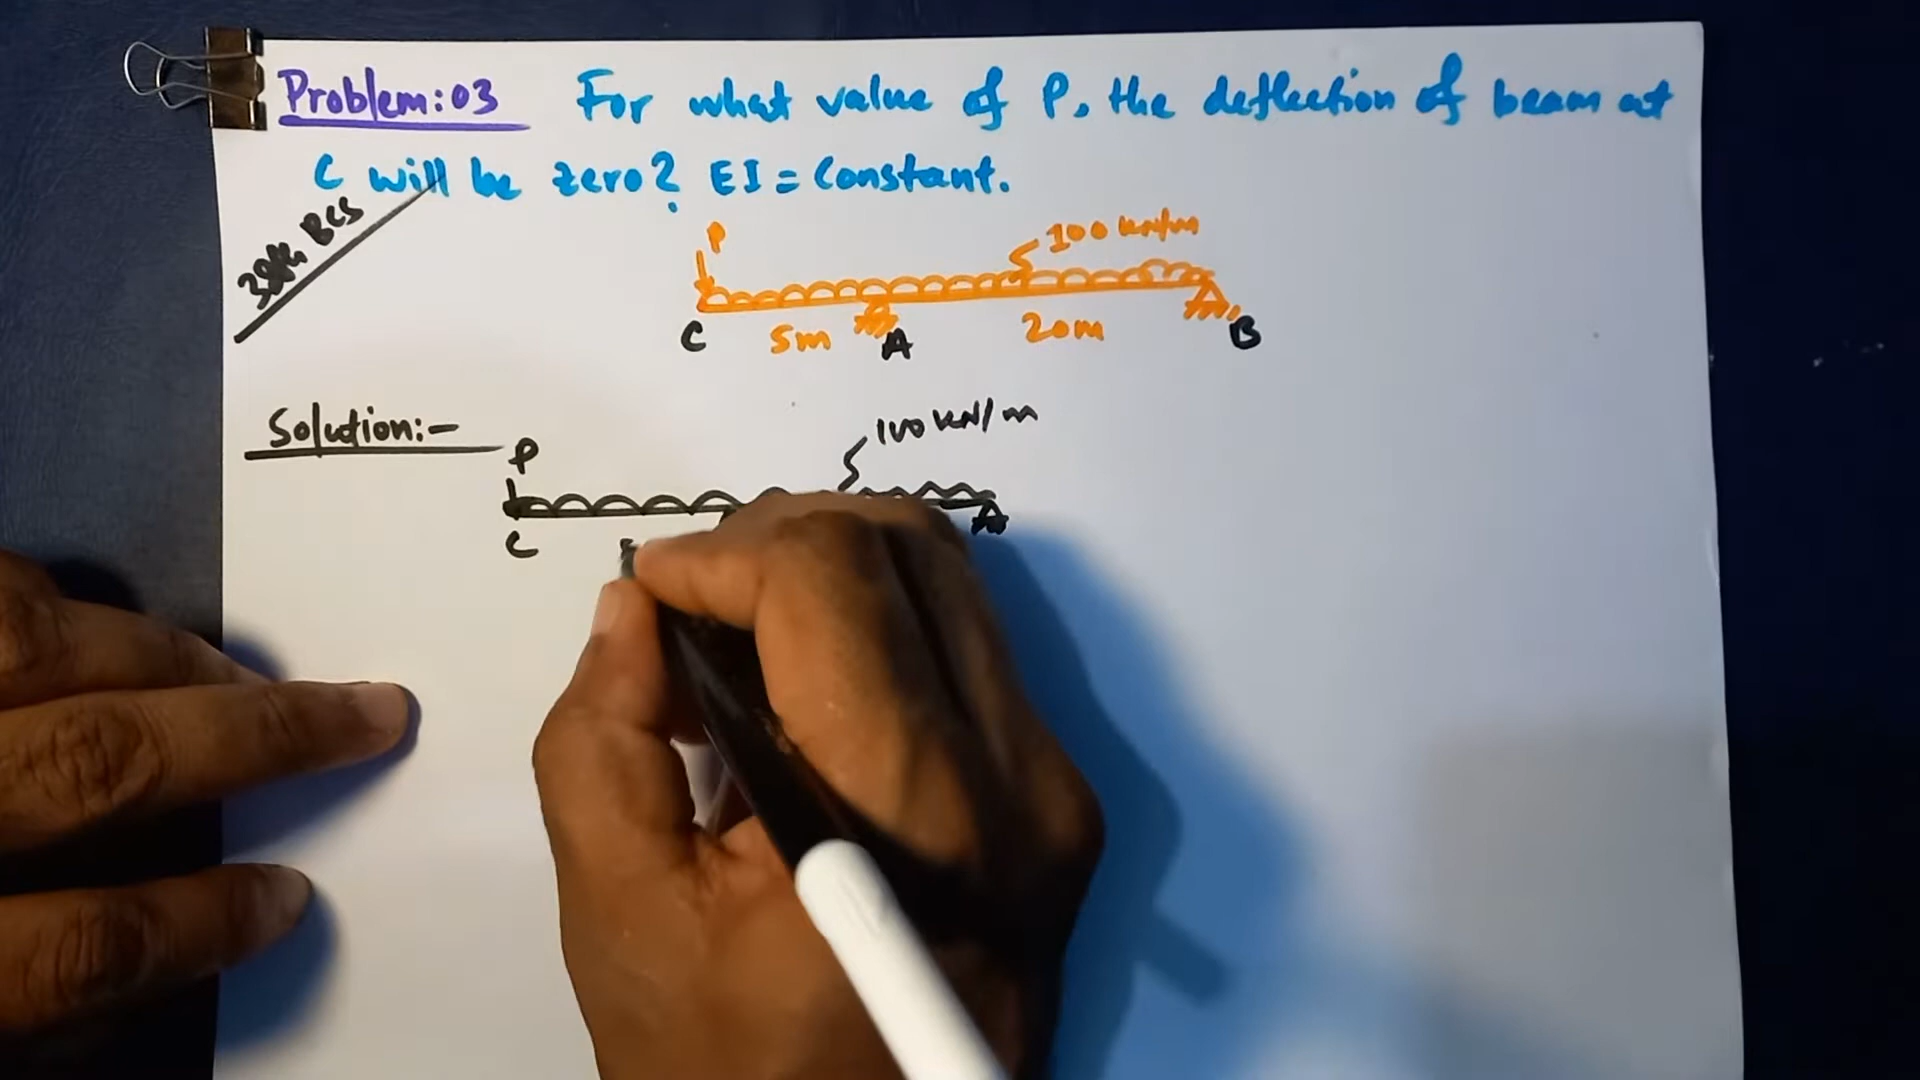 Problem:03 For what value of P, the deflection of beam at
C will be zero? EI = Constant.
38th BCS
P
100 kN/m
C 5m A 20m B
Solution:-
P
100 kN/m
C